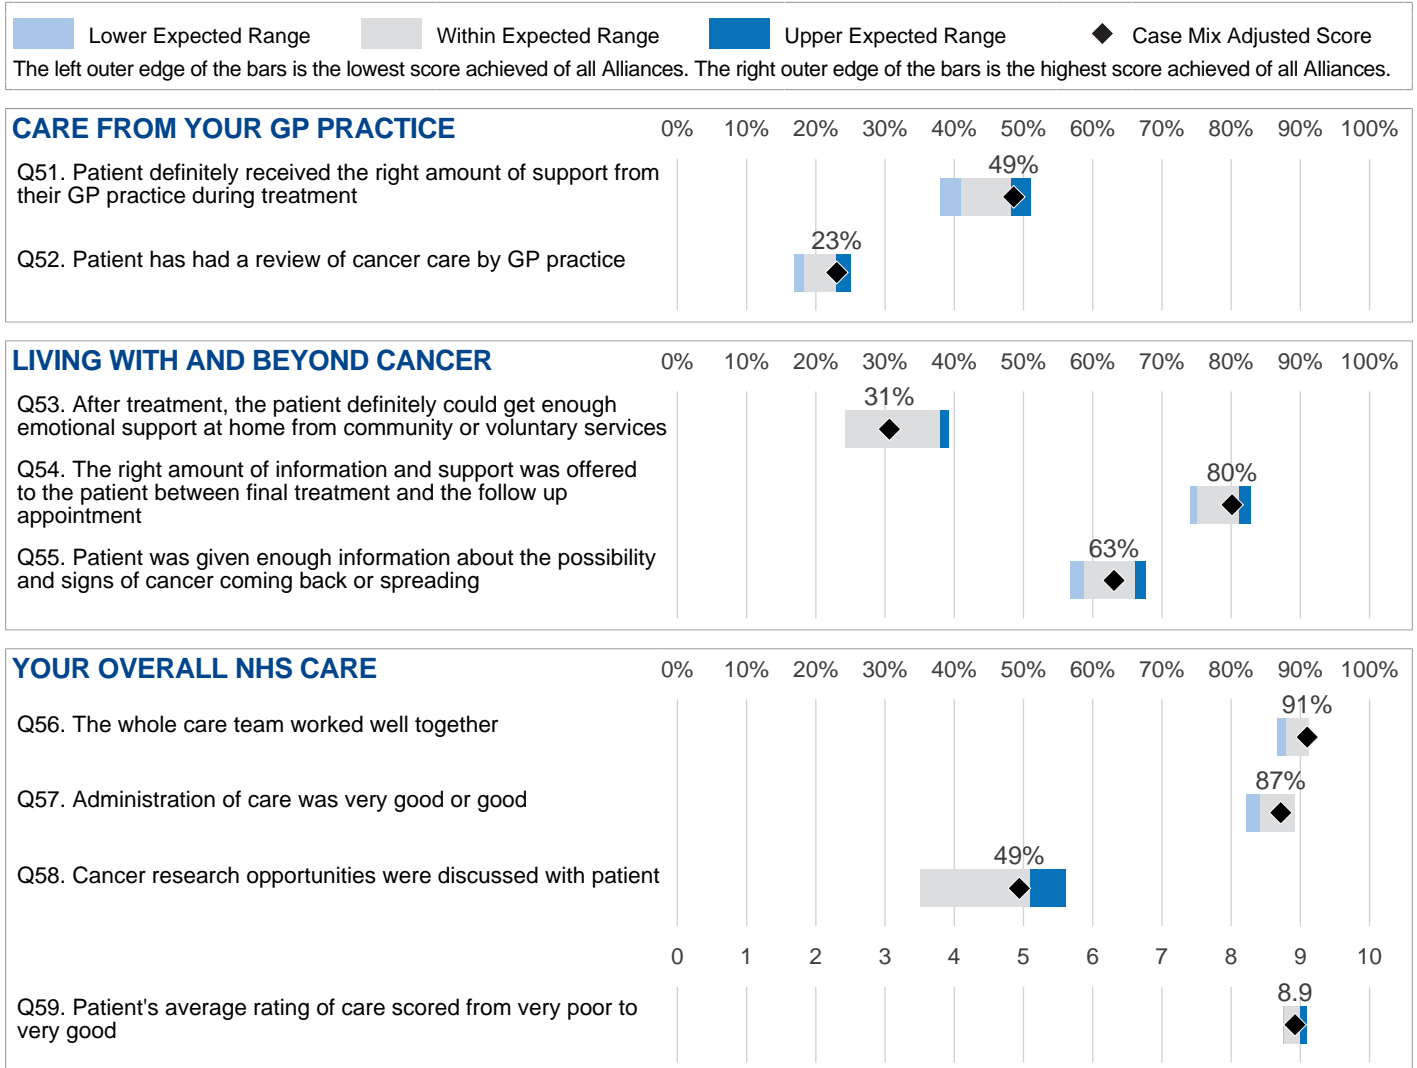 Lower Expected Range Within Expected Range Upper Expected Range Case Mix Adjusted Score
The left outer edge of the bars is the lowest score achieved of all Alliances. The right outer edge of the bars is the highest score achieved of all Alliances.
CARE FROM YOUR GP PRACTICE 0% 10% 20% 30% 40% 50% 60% 70% 80% 90% 100%
49%
Q51. Patient definitely received the right amount of support from
their GP practice during treatment
23%
Q52. Patient has had a review of cancer care by GP practice
LIVING WITH AND BEYOND CANCER 0% 10% 20% 30% 40% 50% 60% 70% 80% 90% 100%
31%
Q53. After treatment, the patient definitely could get enough
emotional support at home from community or voluntary services
80%
Q54. The right amount of information and support was offered
to the patient between final treatment and the follow up
appointment
63%
Q55. Patient was given enough information about the possibility
and signs of cancer coming back or spreading
YOUR OVERALL NHS CARE 0% 10% 20% 30% 40% 50% 60% 70% 80% 90% 100%
91%
Q56. The whole care team worked well together
87%
Q57. Administration of care was very good or good
49%
Q58. Cancer research opportunities were discussed with patient
0 1 2 3 4 5 6 7 8 9 10
8.9
Q59. Patient's average rating of care scored from very poor to
very good